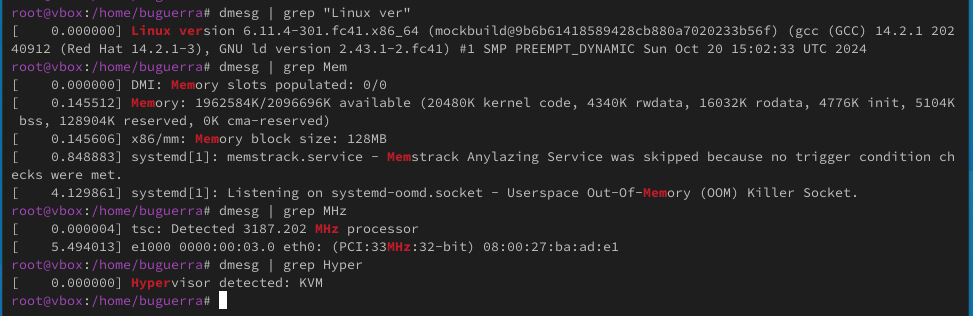 root@vbox:/home/buguerra# dmesg | grep "Linux ver"
[    0.000000] Linux version 6.11.4-301.fc41.x86_64 (mockbuild@9b6b61418589428cb880a7020233b56f) (gcc (GCC) 14.2.1 202
40912 (Red Hat 14.2.1-3), GNU ld version 2.43.1-2.fc41) #1 SMP PREEMPT_DYNAMIC Sun Oct 20 15:02:33 UTC 2024
root@vbox:/home/buguerra# dmesg | grep Mem
[    0.000000] DMI: Memory slots populated: 0/0
[    0.145512] Memory: 1962584K/2096696K available (20480K kernel code, 4340K rwdata, 16032K rodata, 4776K init, 5104K
 bss, 128904K reserved, 0K cma-reserved)
[    0.145606] x86/mm: Memory block size: 128MB
[    0.848883] systemd[1]: memstrack.service - Memstrack Anylazing Service was skipped because no trigger condition ch
ecks were met.
[    4.129861] systemd[1]: Listening on systemd-oomd.socket - Userspace Out-Of-Memory (OOM) Killer Socket.
root@vbox:/home/buguerra# dmesg | grep MHz
[    0.000004] tsc: Detected 3187.202 MHz processor
[    5.494013] e1000 0000:00:03.0 eth0: (PCI:33MHz:32-bit) 08:00:27:ba:ad:e1
root@vbox:/home/buguerra# dmesg | grep Hyper
[    0.000000] Hypervisor detected: KVM
root@vbox:/home/buguerra#